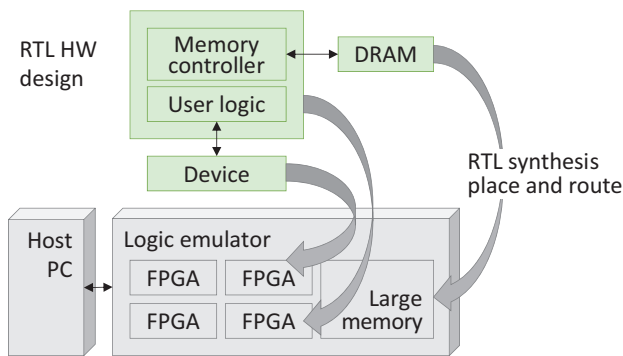 RTL HW
design
Memory
controller
DRAM
User logic
Device
RTL synthesis
place and route
Host
PC
Logic emulator
FPGA
FPGA
FPGA
FPGA
Large
memory